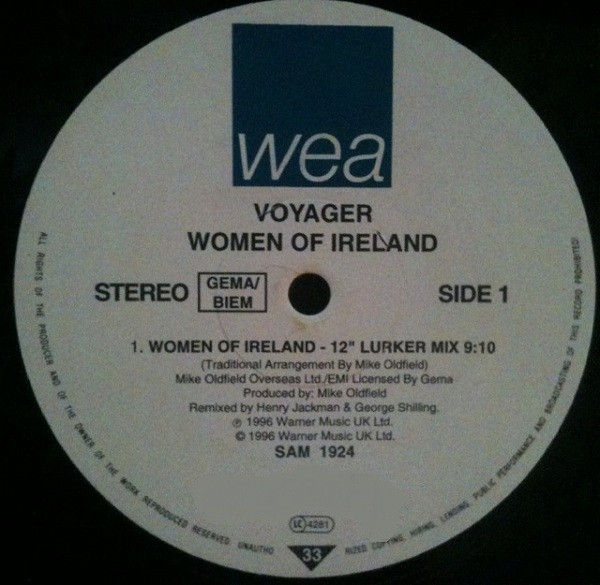 wea
VOYAGER
WOMEN OF IRELAND
STEREO GEMA/ BIEM SIDE 1
1. WOMEN OF IRELAND - 12" LURKER MIX 9:10
(Traditional Arrangement By Mike Oldfield)
Mike Oldfield Overseas Ltd./EMI Licensed By Gema
Produced by: Mike Oldfield
Remixed by Henry Jackman & George Shilling.
℗ 1996 Warner Music UK Ltd.
© 1996 Warner Music UK Ltd.
SAM 1924
LC 4281
33
ALL RIGHTS OF THE PRODUCER AND OF THE OWNER OF THE WORK REPRODUCED RESERVED UNAUTHO RIZED COPYING, HIRING, LENDING, PUBLIC PERFORMANCE AND BROADCASTING OF THIS RECORD PROHIBITED!